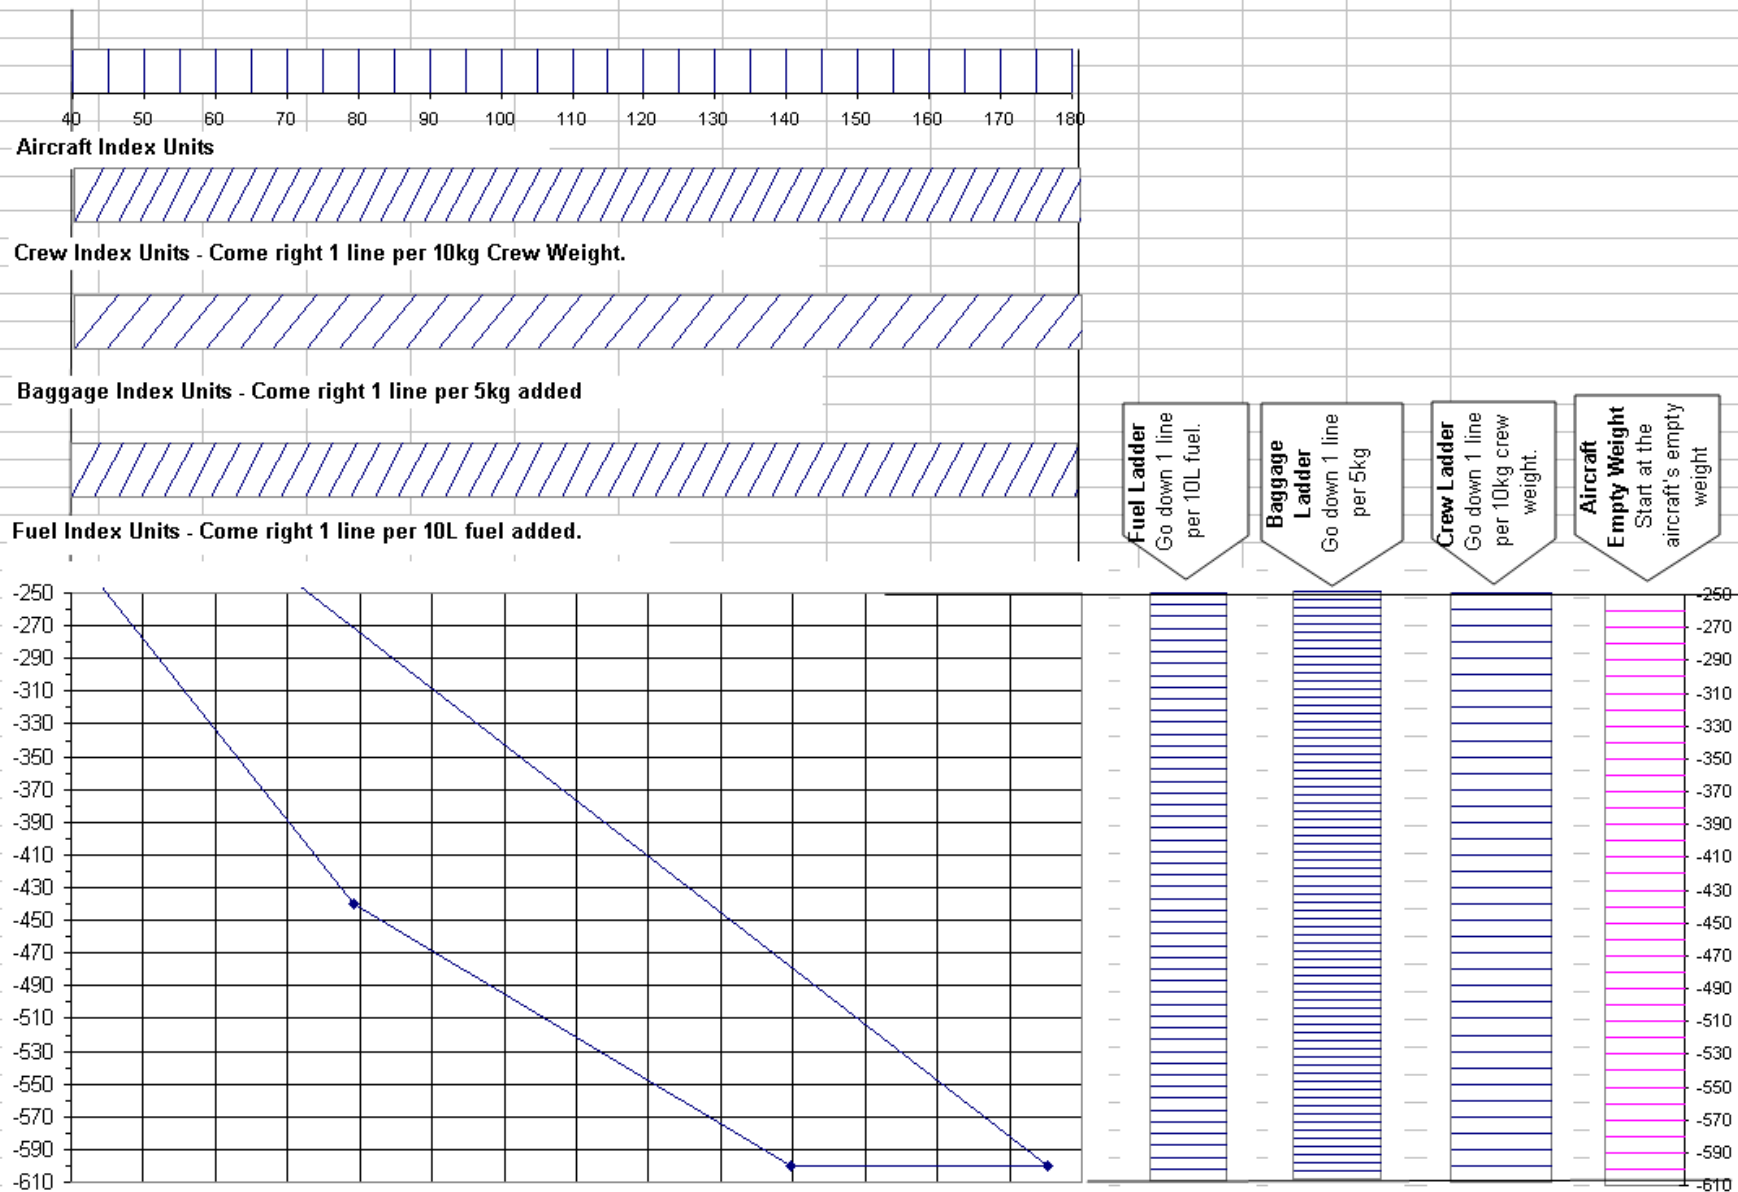 40 50 60 70 80 90 100 110 120 130 140 150 160 170 180
Aircraft Index Units
Crew Index Units - Come right 1 line per 10kg Crew Weight.
Baggage Index Units - Come right 1 line per 5kg added
Fuel Index Units - Come right 1 line per 10L fuel added.
Fuel Ladder
Go down 1 line
per 10L fuel.
Baggage
Ladder
Go down 1 line
per 5kg
Crew Ladder
Go down 1 line
per 10kg crew
weight.
Aircraft
Empty Weight
Start at the
aircraft's empty
weight
-250
-270
-290
-310
-330
-350
-370
-390
-410
-430
-450
-470
-490
-510
-530
-550
-570
-590
-610
-250
-270
-290
-310
-330
-350
-370
-390
-410
-430
-450
-470
-490
-510
-530
-550
-570
-590
-610